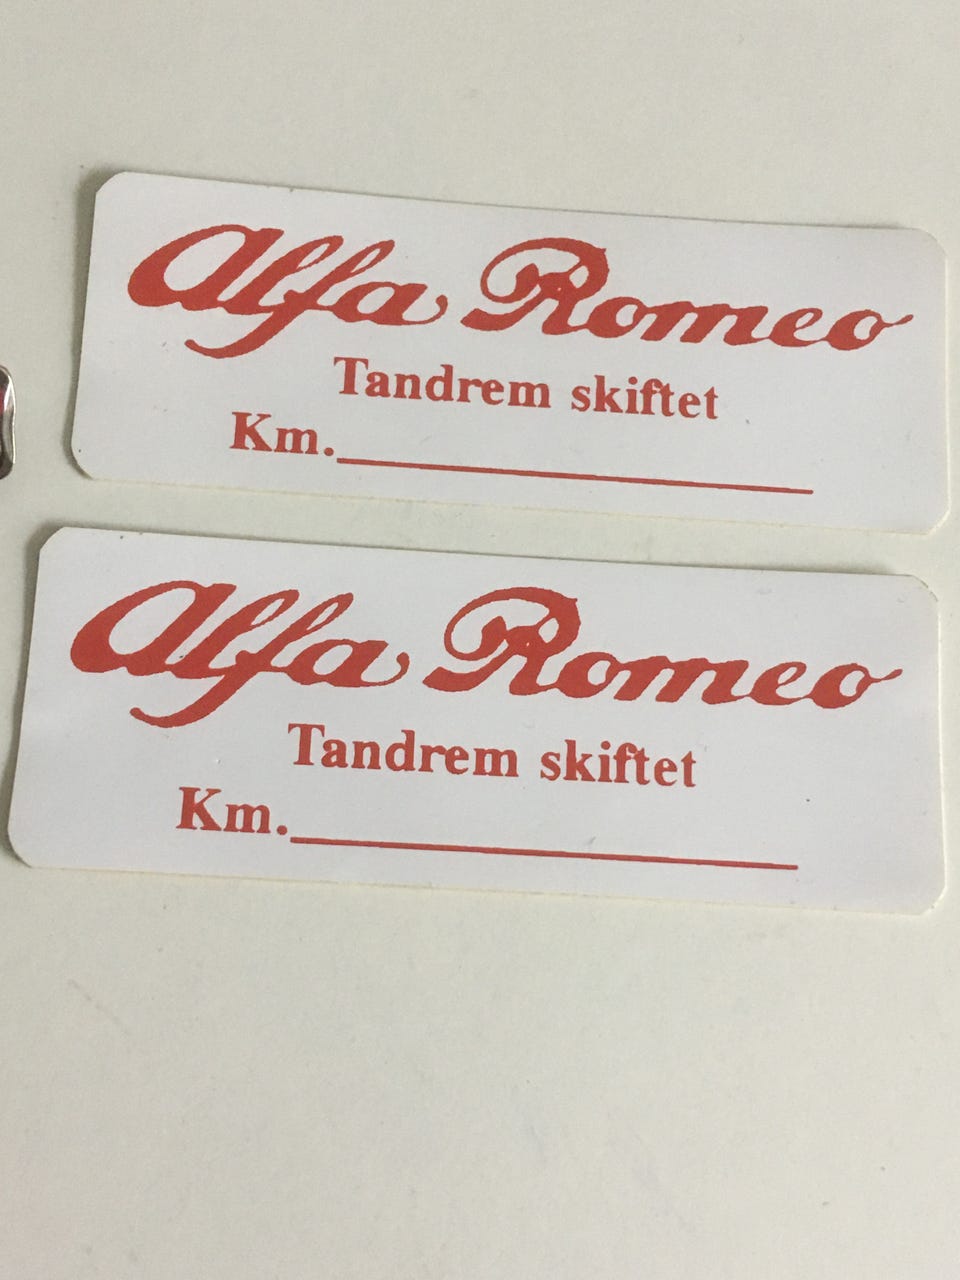 Alfa Romeo
Tandrem skiftet
Km.
Alfa Romeo
Tandrem skiftet
Km.